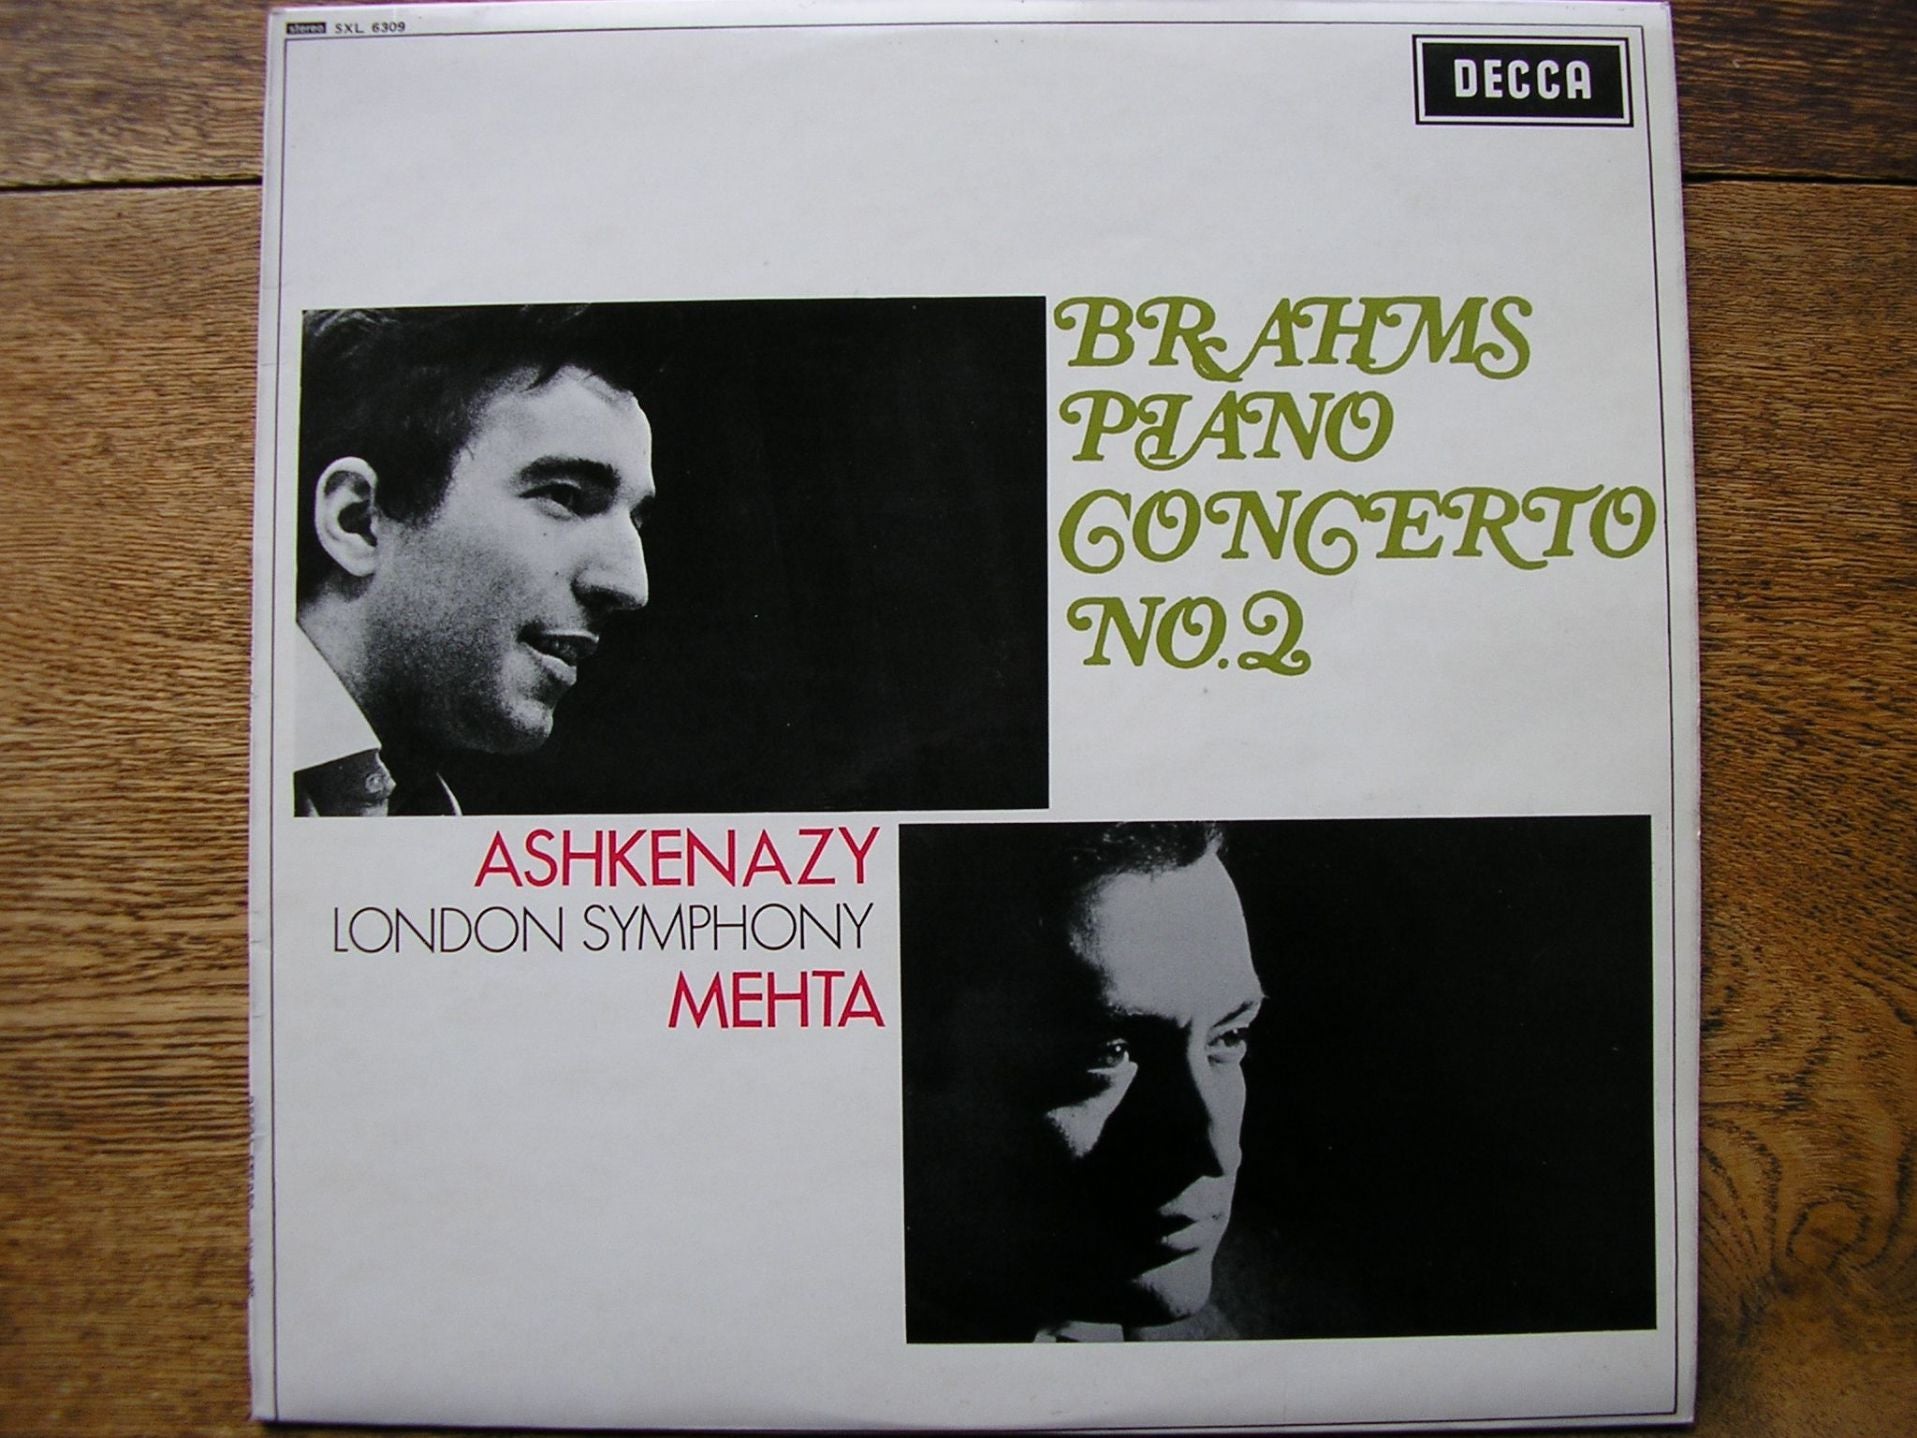 stereo SXL 6309
DECCA
BRAHMS
PIANO
CONCERTO
NO.2
ASHKENAZY
LONDON SYMPHONY
MEHTA